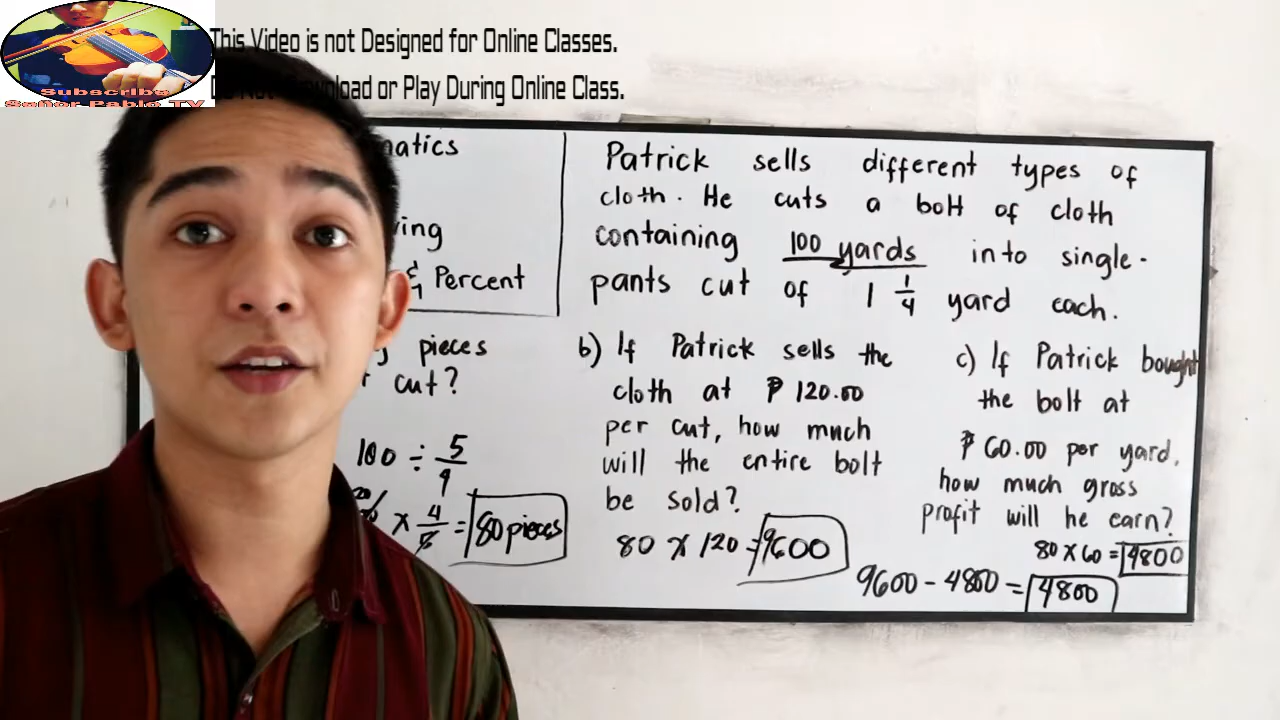 This Video is not Designed for Online Classes.
Download or Play During Online Class.
Subscribe
Señor Pablo TV
Percent
Patrick sells different types of
cloth. He cuts a bolt of cloth
containing 100 yards into single-
pants cut of 1 1/4 yard each.
pieces
cut?
100 ÷ 5/4
x 4/5 = 80 pieces
b) If Patrick sells the
cloth at ₱ 120.00
per cut, how much
will the entire bolt
be sold?
80 x 120 = 9600
c) If Patrick bought
the bolt at
₱ 60.00 per yard,
how much gross
profit will he earn?
80 x 60 = 4800
9600 - 4800 = 4800